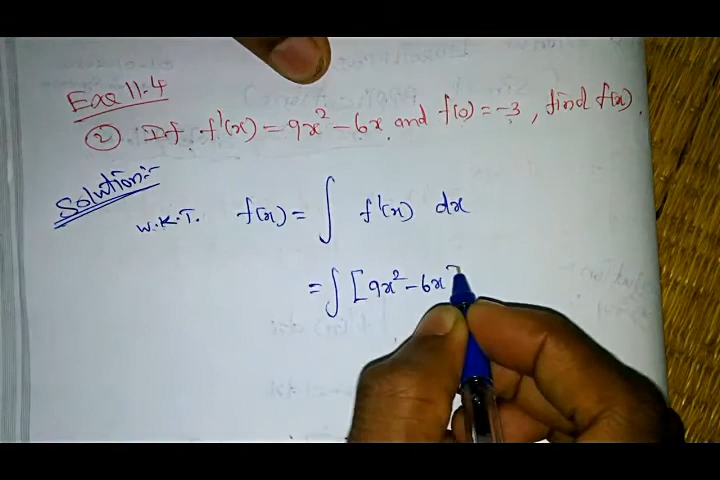 Exe 11.4
② If f'(x) = 9x² - 6x and f(0) = -3, find f(x).
Solution:-
W.K.T. f(x) = ∫ f'(x) dx
= ∫ [9x² - 6x